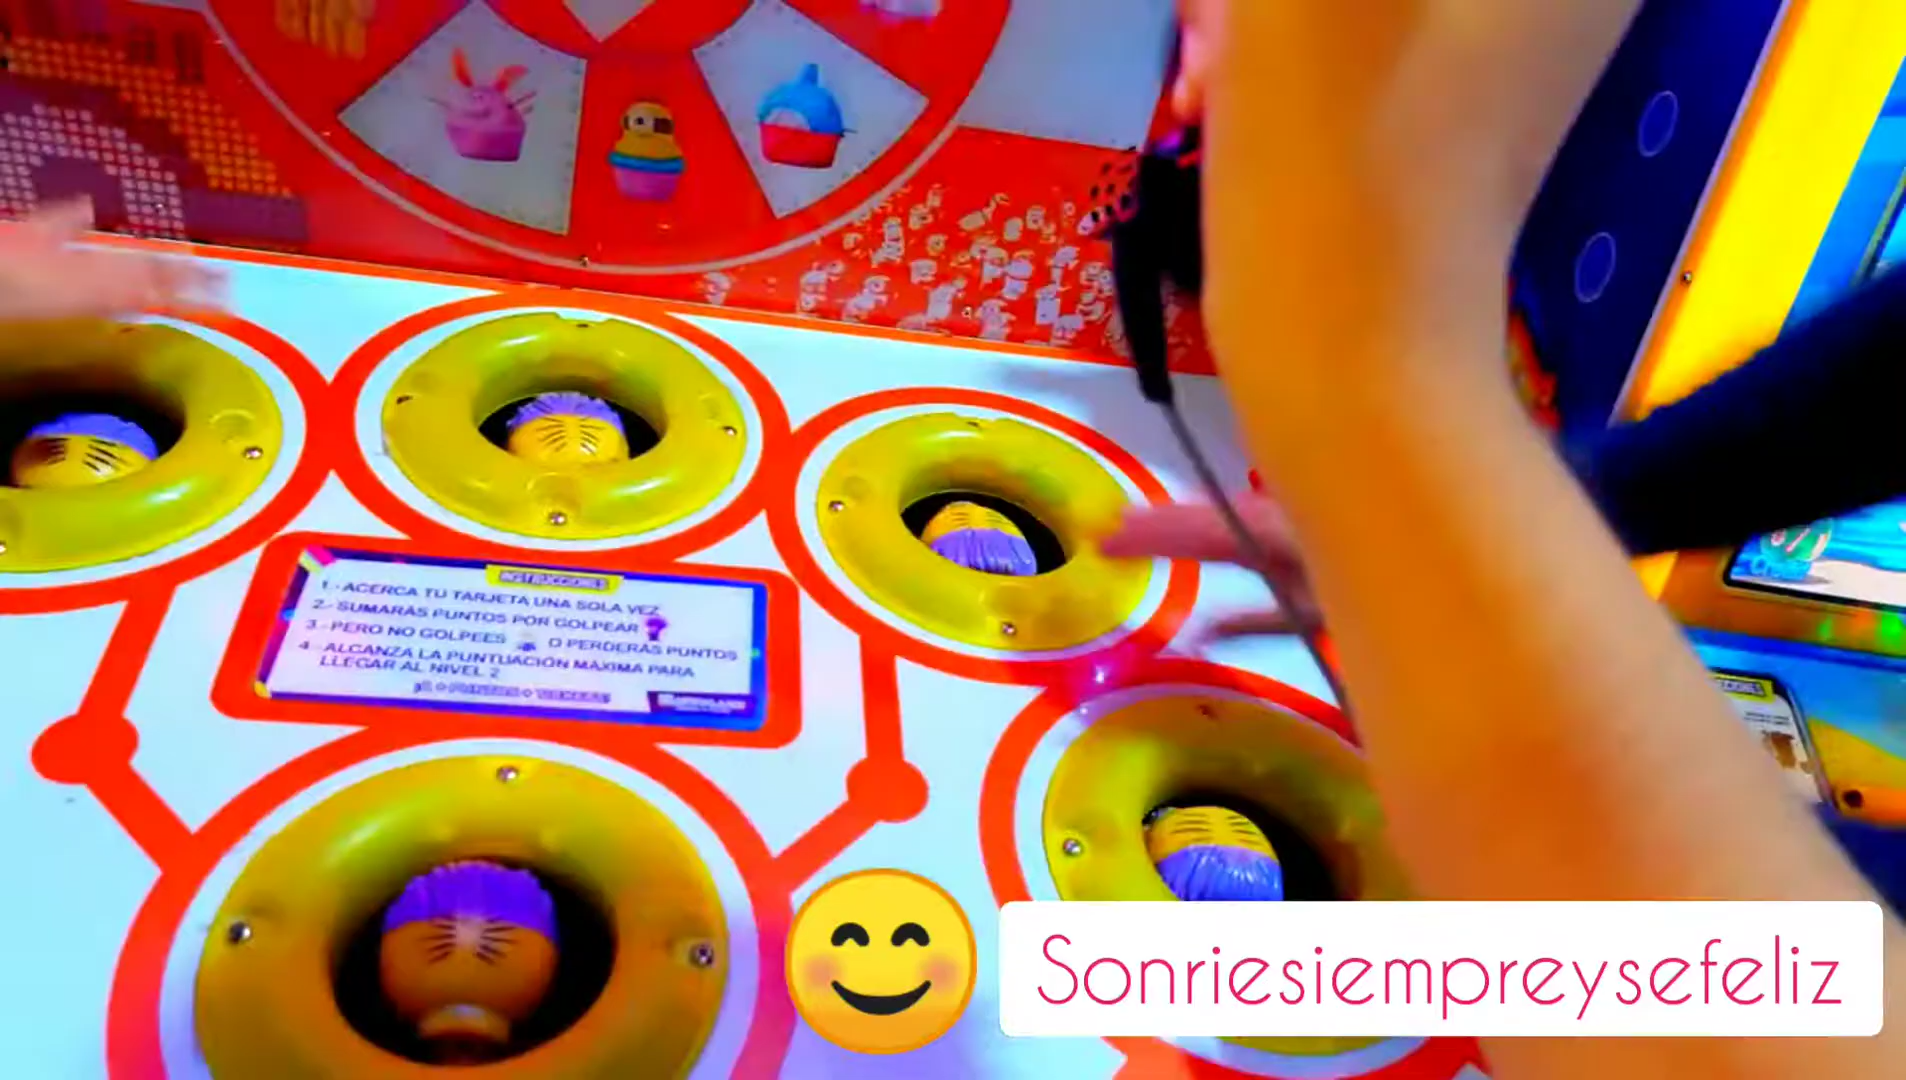 INSTRUCCIONES
1.- ACERCA TU TARJETA UNA SOLA VEZ
2.- SUMARÁS PUNTOS POR GOLPEAR
3.- PERO NO GOLPEES O PERDERÁS PUNTOS
4.- ALCANZA LA PUNTUACIÓN MÁXIMA PARA
LLEGAR AL NIVEL 2
Sonriesiempreysefeliz